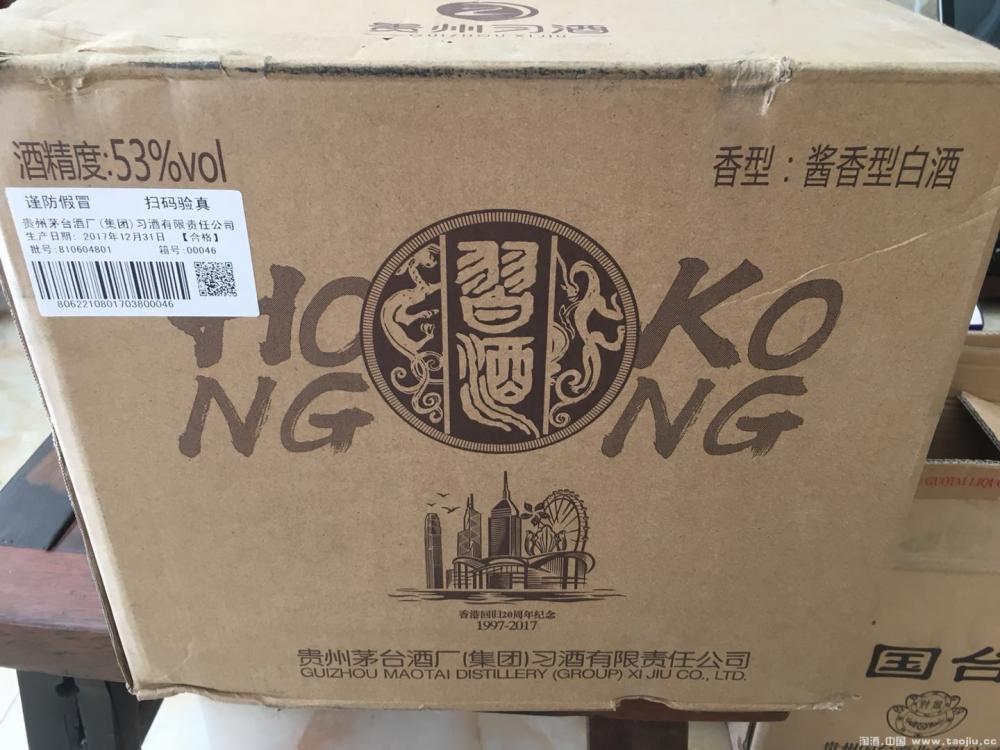 贵州习酒
GUIZHOU XIJIU
酒精度:53%vol
香型：酱香型白酒
谨防假冒 扫码验真
贵州茅台酒厂(集团)习酒有限责任公司
生产日期: 2017年12月31日 【合格】
批号:810604801 箱号:00046
8062210801703800046
HO KO
NG NG
習酒
香港回归20周年纪念
1997-2017
贵州茅台酒厂(集团)习酒有限责任公司
GUIZHOU MAOTAI DISTILLERY (GROUP) XI JIU CO., LTD.
GUOTAI LIQU
国台
淘酒.中国 www.taojiu.cc